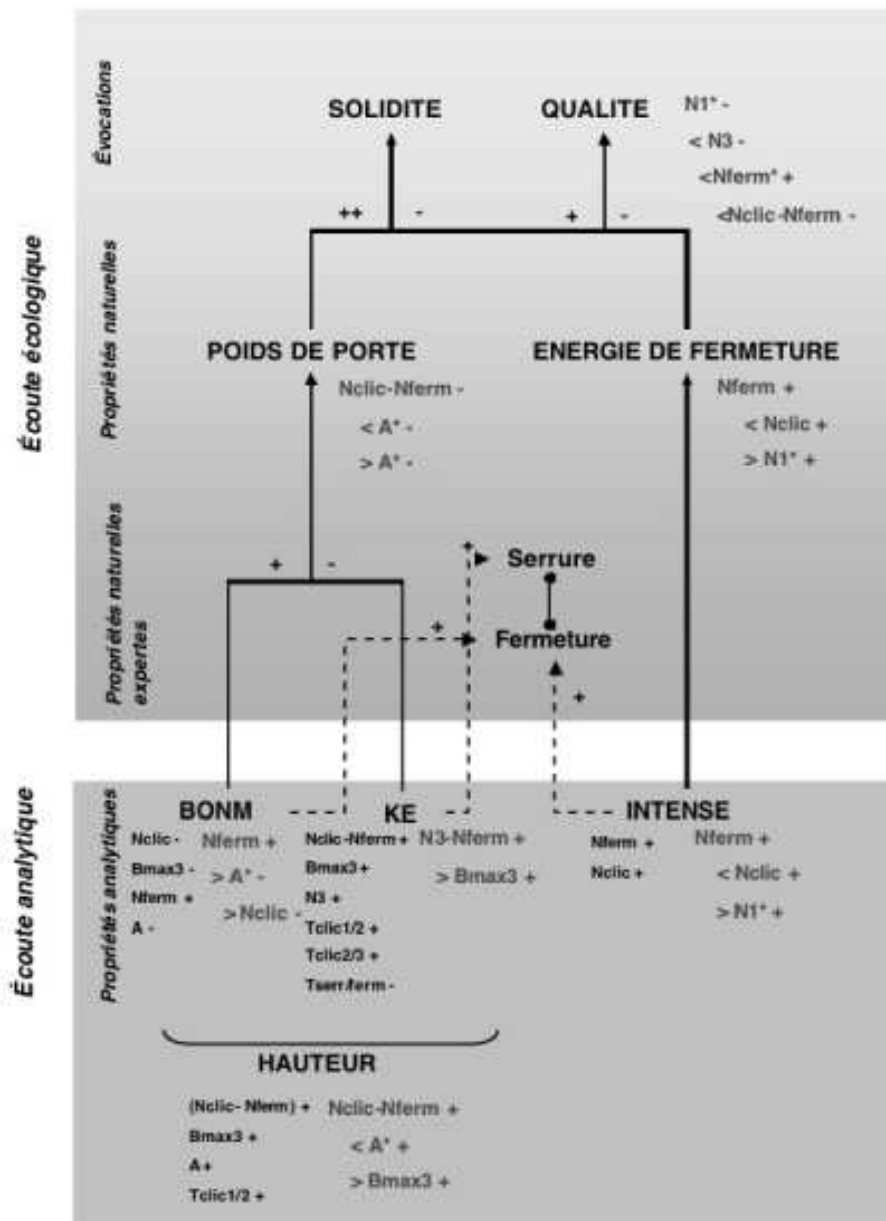 Écoute écologique
Évocations
SOLIDITE
QUALITE
N1* -
< N3 -
<Nferm* +
<Nclic-Nferm -
++
-
+
-
Propriétés naturelles
POIDS DE PORTE
ENERGIE DE FERMETURE
Nclic-Nferm -
< A* -
> A* -
Nferm +
< Nclic +
> N1* +
Propriétés naturelles
expertes
+
-
+
Serrure
+
Fermeture
+
Écoute analytique
Propriétés analytiques
BONM
KE
INTENSE
Nclic -
Bmax3 -
Nferm +
A -
Nferm +
> A* -
> Nclic -
Nclic-Nferm +
Bmax3 +
N3 +
Tclic1/2 +
Tclic2/3 +
Tserr/ferm -
N3-Nferm +
> Bmax3 +
Nferm +
Nclic +
Nferm +
< Nclic +
> N1* +
HAUTEUR
(Nclic- Nferm) +
Bmax3 +
A +
Tclic1/2 +
Nclic-Nferm +
< A* +
> Bmax3 +